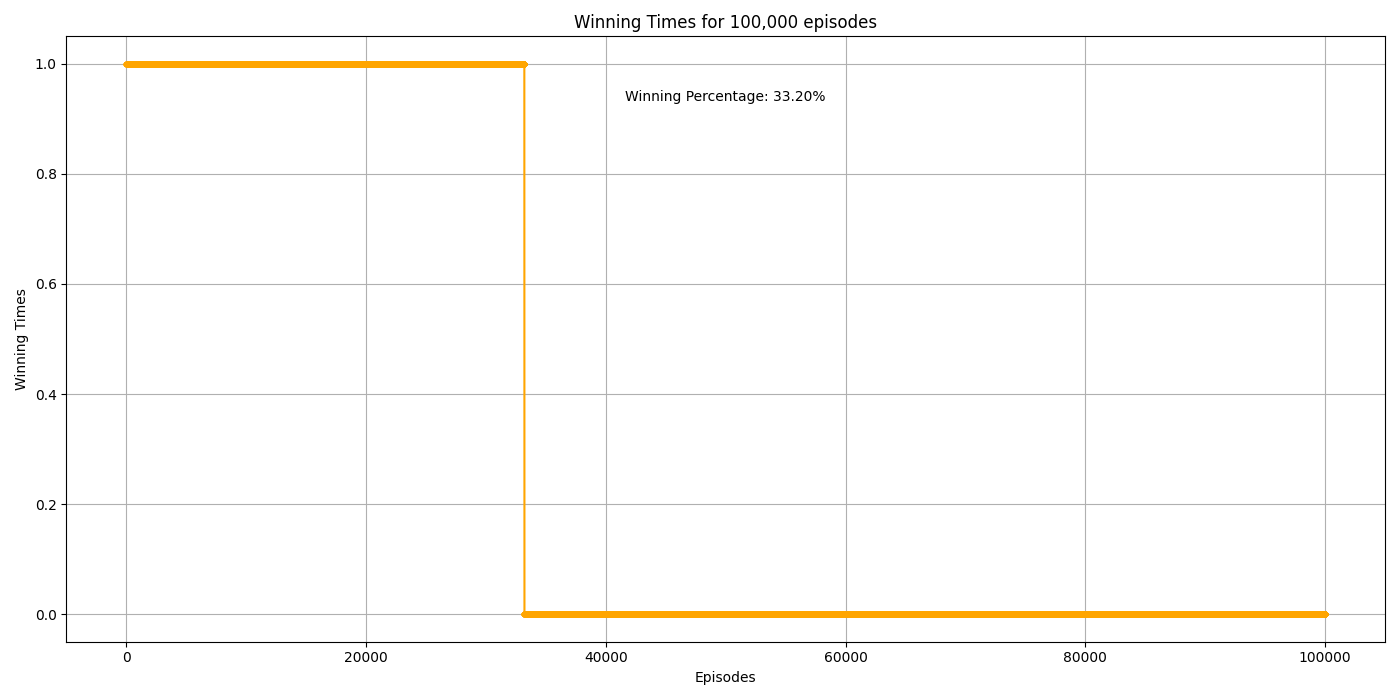 Winning Times for 100,000 episodes
1.0
Winning Percentage: 33.20%
0.8
0.6
0.4
0.2
0.0
Winning Times
0 20000 40000 60000 80000 100000
Episodes